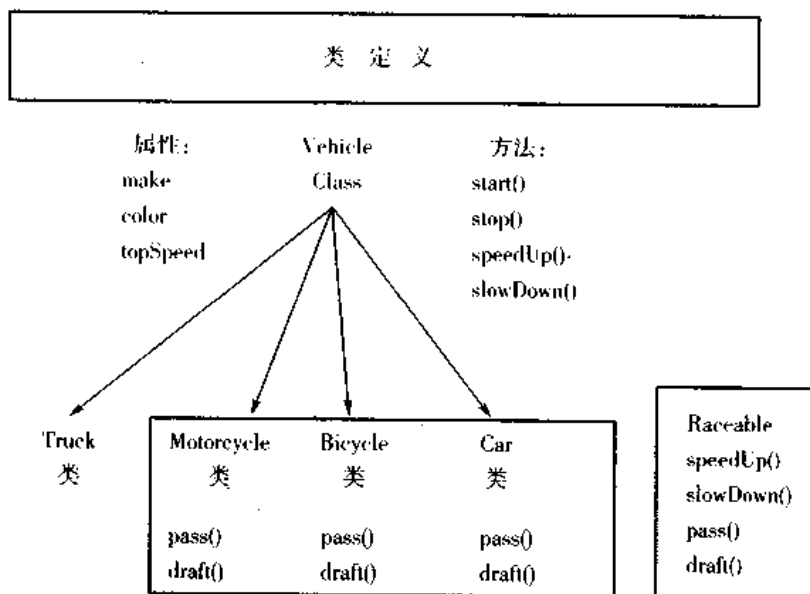 类 定 义
属性：
make
color
topSpeed
Vehicle
Class
方法：
start()
stop()
speedUp()
slowDown()
Truck
类
Motorcycle
类
pass()
draft()
Bicycle
类
pass()
draft()
Car
类
pass()
draft()
Raceable
speedUp()
slowDown()
pass()
draft()